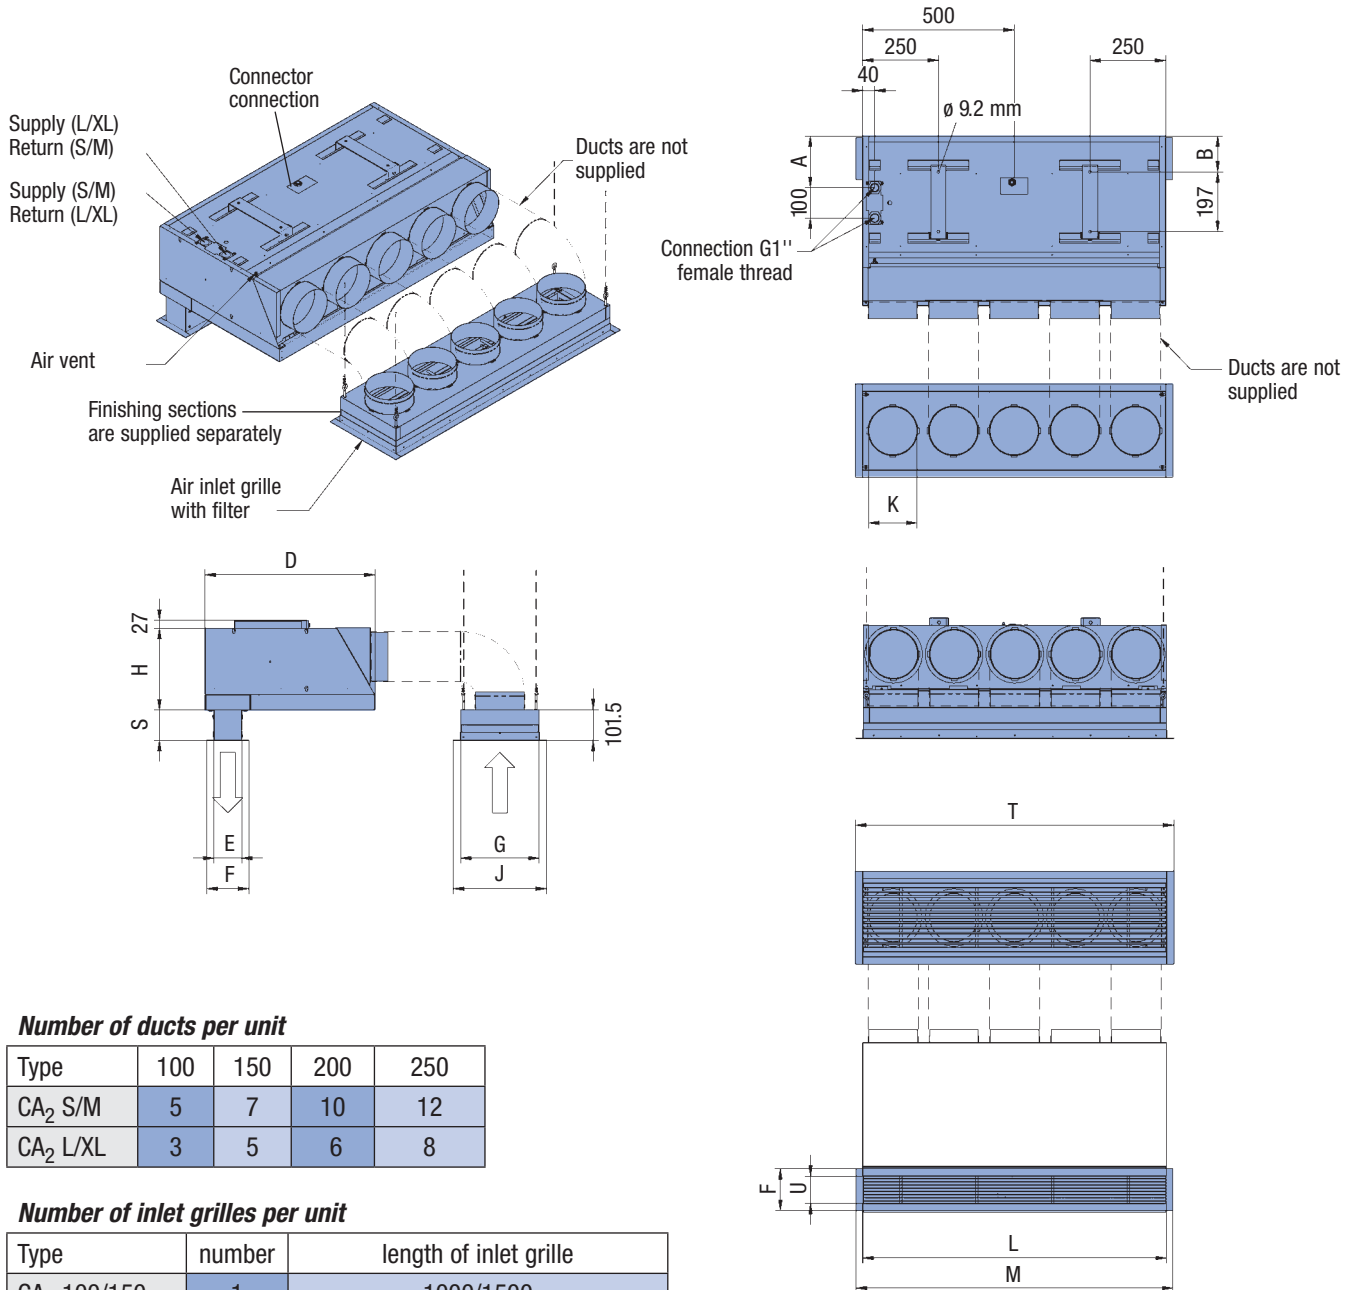 Connector
connection
Supply (L/XL)
Return (S/M)
Supply (S/M)
Return (L/XL)
Ducts are not
supplied
Air vent
Finishing sections
are supplied separately
Air inlet grille
with filter
500
250
250
40
ø 9.2 mm
A
B
100
197
Connection G1''
female thread
Ducts are not
supplied
K
D
27
H
S
101.5
E
F
G
J
T
F
U
L
M
Number of ducts per unit
Type 100 150 200 250
CA2 S/M 5 7 10 12
CA2 L/XL 3 5 6 8
Number of inlet grilles per unit
Type number length of inlet grille